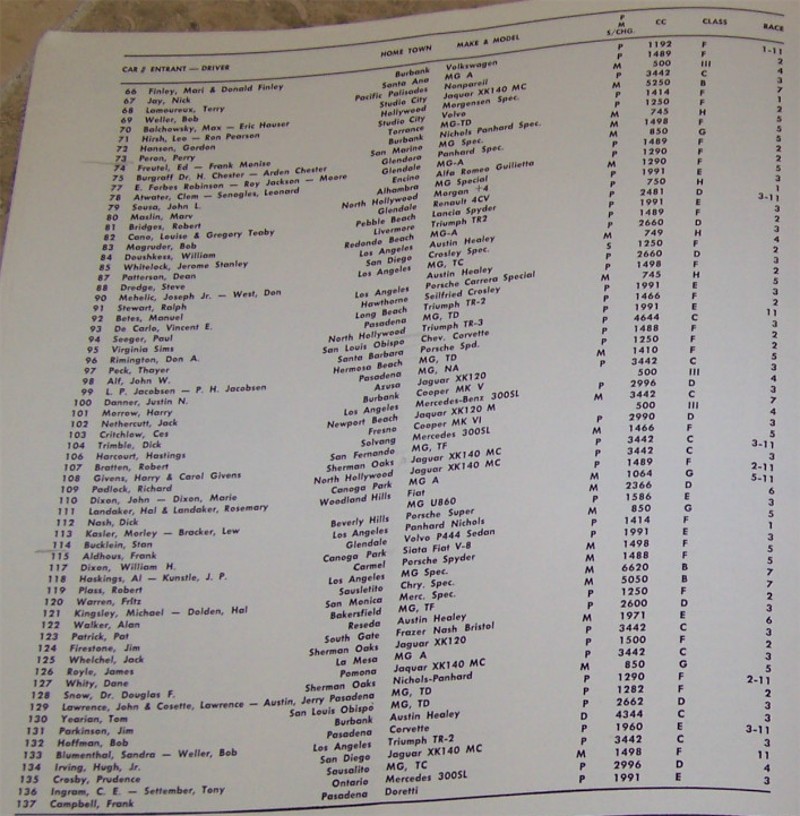 CAR # ENTRANT — DRIVER HOME TOWN MAKE & MODEL P M S/CHG. CC CLASS RACE
66 Finley, Mari & Donald Finley Burbank Volkswagen P 1192 F 1-11
67 Jay, Nick Santa Ana MG A P 1489 F 2
68 Lamoureux, Terry Pacific Palisades Nonpareil M 500 III 4
69 Weller, Bob Studio City Jaguar XK140 MC P 3442 C 3
70 Balchowsky, Max — Eric Hauser Hollywood Morgensen Spec. M 5250 B 7
71 Hirsh, Lee — Ron Pearson Studio City Volvo P 1414 F 1
73 Hansen, Gordon Torrance MG-TD P 1250 F 2
73 Peron, Perry Burbank Nichols Panhard Spec. M 745 H 5
74 Freutel, Ed — Frank Monise San Marino MG Spec. M 1498 F 5
75 Burgraff Dr. H. Chester — Arden Chester Glendora Panhard Spec. M 850 G 5
77 E. Forbes Robinson — Roy Jackson — Moore Glendale MG-A P 1489 F 2
78 Atwater, Clem — Senogles, Leonard Encino Alfa Romeo Guilietta P 1290 F 2
79 Sousa, John L. Alhambra MG Special M 1290 F 5
80 Maslin, Marv North Hollywood Morgan +4 P 1991 E 3
81 Bridges, Robert Glendale Renault 4CV P 750 H 1
82 Cano, Louise & Gregory Teaby Pebble Beach Lancia Spyder P 2481 D 3-11
83 Magruder, Bob Livermore Triumph TR2 P 1991 E 3
84 Doushkess, William Redondo Beach MG-A P 1489 F 2
85 Whitelock, Jerome Stanley Los Angeles Austin Healey P 2660 D 3
87 Patterson, Dean San Diego Crosley Spec. M 749 H 4
88 Dredge, Steve Los Angeles MG, TC S 1250 F 2
90 Mehelic, Joseph Jr. — West, Don Austin Healey P 2660 D 3
91 Stewart, Ralph Los Angeles Porsche Carrera Special P 1498 F 2
92 Betes, Manuel Hawthorne Seilfried Crosley M 745 H 5
93 De Carlo, Vincent E. Long Beach Triumph TR-2 P 1991 E 3
94 Seeger, Paul Pasadena MG, TD P 1466 F 2
95 Virginia Sims North Hollywood Triumph TR-3 P 1991 E 11
96 Rimington, Don A. San Louis Obispo Chev. Corvette P 4644 C 3
97 Peck, Thayer Santa Barbara Porsche Spd. P 1488 F 2
98 Alf, John W. Hermosa Beach MG, TD P 1250 F 2
99 L. P. Jacobsen — P. H. Jacobsen Pasadena MG, NA M 1410 F 5
100 Danner, Justin N. Azusa Jaguar XK120 P 3442 C 3
101 Morrow, Harry Burbank Cooper MK V 500 III 4
102 Nethercutt, Jack Los Angeles Mercedes-Benz 300SL P 2996 D 3
103 Critchlow, Ces Newport Beach Jaquar XK120 M M 3442 C 7
104 Trimble, Dick Fresno Cooper MK VI 500 III 4
106 Harcourt, Hastings Solvang Mercedes 300SL P 2990 D 3
107 Bratten, Robert San Fernando MG, TF M 1466 F 5
108 Givens, Harry & Carol Givens Sherman Oaks Jaguar XK140 MC P 3442 C 3-11
109 Padlock, Richard North Hollywood Jaguar XK140 MC P 3442 C 3
110 Dixon, John — Dixon, Marie Canoga Park MG A P 1489 F 2-11
111 Landaker, Hal & Landaker, Rosemary Woodland Hills Fiat M 1064 G 5-11
112 Nash, Dick MG U860 M 2366 D 6
113 Kasler, Morley — Bracker, Lew Beverly Hills Porsche Super P 1586 E 3
114 Bucklein, Stan Los Angeles Panhard Nichols M 850 G 5
115 Aldhous, Frank Glendale Volvo P444 Sedan P 1414 F 1
117 Dixon, William H. Canoga Park Siata Fiat V-8 P 1991 E 3
118 Haskings, Al — Kunstle, J. P. Carmel Porsche Spyder M 1498 F 5
119 Plass, Robert Los Angeles MG Spec. M 1488 F 5
120 Warren, Fritz Sausletito Chry. Spec. M 6620 B 7
121 Kingsley, Michael — Dolden, Hal San Monica Merc. Spec. M 5050 B 7
122 Walker, Alan Bakersfield MG, TF P 1250 F 2
123 Patrick, Pat Reseda Austin Healey P 2600 D 3
124 Firestone, Jim South Gate Frazer Nash Bristol M 1971 E 6
125 Whelchel, Jack Sherman Oaks Jaguar XK120 P 3442 C 3
126 Royle, James La Mesa MG A P 1500 F 2
127 Whity, Dane Pomona Jaquar XK140 MC P 3442 C 3
128 Snow, Dr. Douglas F. Sherman Oaks Nichols-Panhard M 850 G 5
129 Lawrence, John & Cosette, Lawrence — Austin, Jerry Pasadena MG, TD P 1290 F 2-11
130 Yearian, Tom San Louis Obispo MG, TD P 1282 F 2
131 Parkinson, Jim Burbank Austin Healey P 2662 D 3
132 Hoffman, Bob Pasadena Corvette D 4344 C 3
133 Blumenthal, Sandra — Weller, Bob Los Angeles Triumph TR-2 P 1960 E 3-11
134 Irving, Hugh, Jr. San Diego Jaguar XK140 MC P 3442 C 3
135 Crosby, Prudence Sausalito MG, TC M 1498 F 11
136 Ingram, C. E. — Settember, Tony Ontario Mercedes 300SL P 2996 D 4
137 Campbell, Frank Pasadena Doretti P 1991 E 3